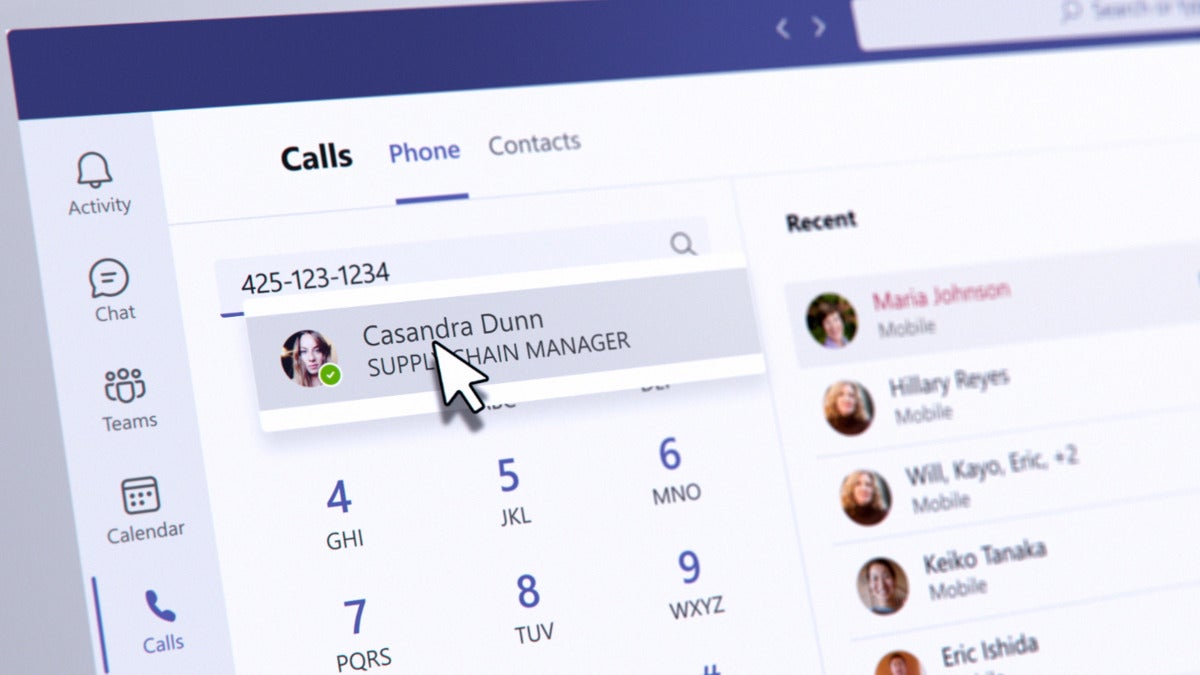 Search or
Activity
Chat
Teams
Calendar
Calls
Calls
Phone
Contacts
425-123-1234
Casandra Dunn
SUPPLY CHAIN MANAGER
4
GHI
5
JKL
6
MNO
7
PQRS
8
TUV
9
WXYZ
#
Recent
Maria Johnson
Mobile
Hillary Reyes
Mobile
Will, Kayo, Eric, +2
Mobile
Keiko Tanaka
Mobile
Eric Ishida